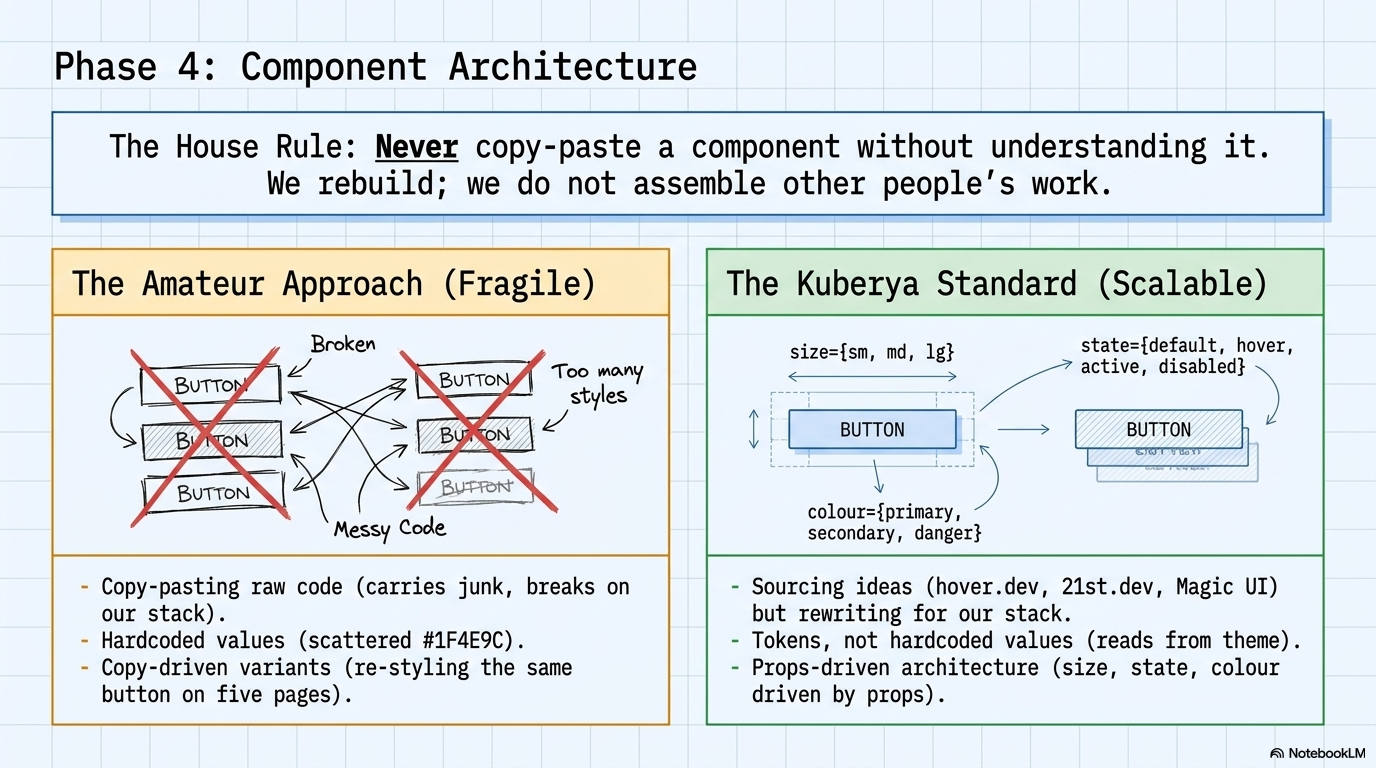 Phase 4: Component Architecture
The House Rule: Never copy-paste a component without understanding it.
We rebuild; we do not assemble other people's work.
The Amateur Approach (Fragile)
Broken
BUTTON
BUTTON
BUTTON
BUTTON
BUTTON
BUTTON
Too many
styles
Messy Code
- Copy-pasting raw code (carries junk, breaks on
our stack).
- Hardcoded values (scattered #1F4E9C).
- Copy-driven variants (re-styling the same
button on five pages).
The Kuberya Standard (Scalable)
size={sm, md, lg}
state={default, hover,
active, disabled}
BUTTON
BUTTON
colour={primary,
secondary, danger}
- Sourcing ideas (hover.dev, 21st.dev, Magic UI)
but rewriting for our stack.
- Tokens, not hardcoded values (reads from theme).
- Props-driven architecture (size, state, colour
driven by props).
NotebookLM